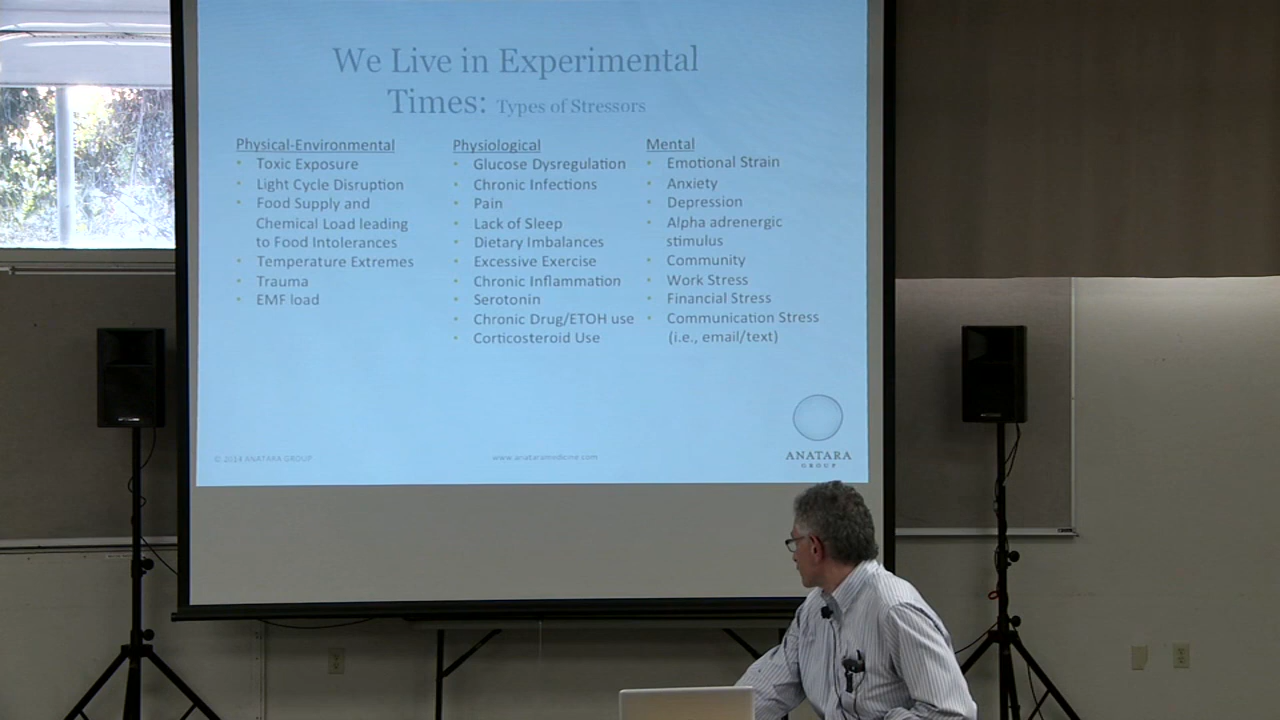 We Live in Experimental
Times: Types of Stressors
Physical-Environmental
• Toxic Exposure
• Light Cycle Disruption
• Food Supply and
Chemical Load leading
to Food Intolerances
• Temperature Extremes
• Trauma
• EMF load
Physiological
• Glucose Dysregulation
• Chronic Infections
• Pain
• Lack of Sleep
• Dietary Imbalances
• Excessive Exercise
• Chronic Inflammation
• Serotonin
• Chronic Drug/ETOH use
• Corticosteroid Use
Mental
• Emotional Strain
• Anxiety
• Depression
• Alpha adrenergic
stimulus
• Community
• Work Stress
• Financial Stress
• Communication Stress
(i.e., email/text)
© 2014 ANATARA GROUP
www.anataramedicine.com
ANATARA
GROUP